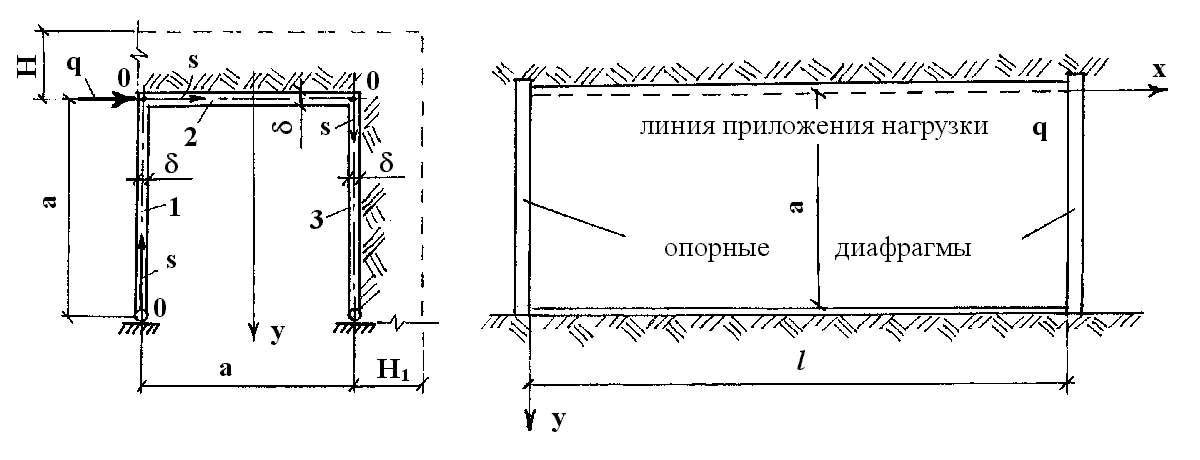 H
q
0
s
0
2
δ
s
δ
δ
a
1
3
s
0
y
a
H₁
x
линия приложения нагрузки q
a
опорные диафрагмы
l
y